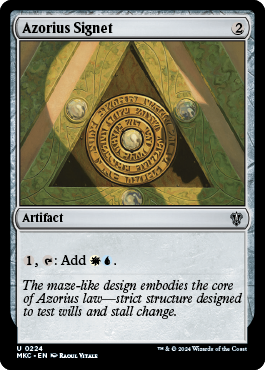 Azorius Signet 2
Artifact
1, T: Add
.
The maze-like design embodies the core
of Azorius law—strict structure designed
to test wills and stall change.
U 0224
MKC • EN Raoul Vitale
™ & © 2024 Wizards of the Coast